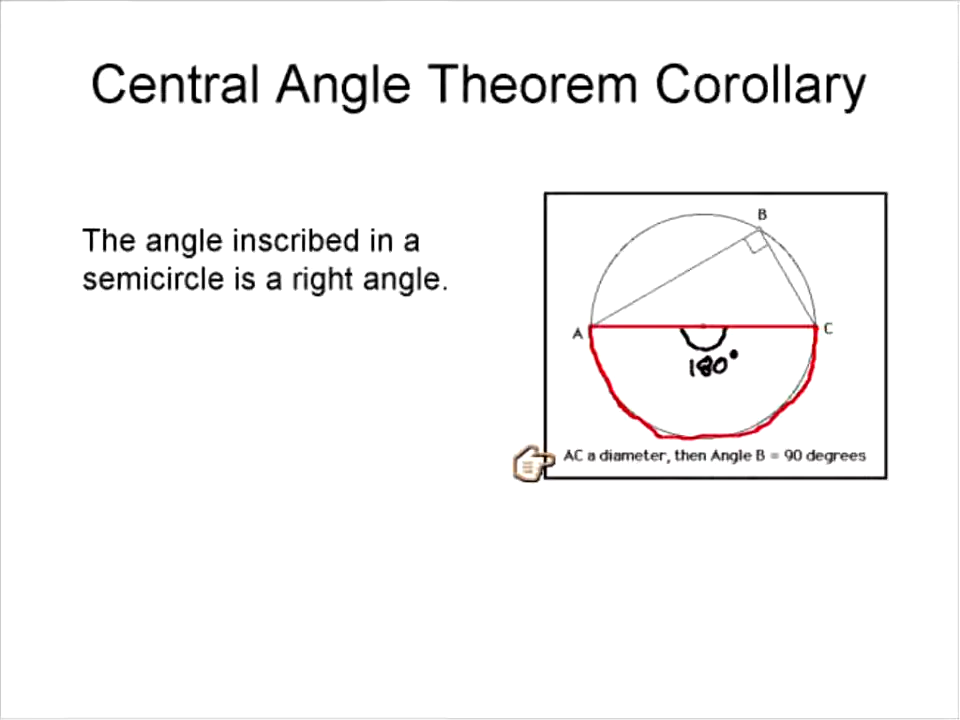 Central Angle Theorem Corollary
The angle inscribed in a
semicircle is a right angle.
B
A
C
180°
AC a diameter, then Angle B = 90 degrees